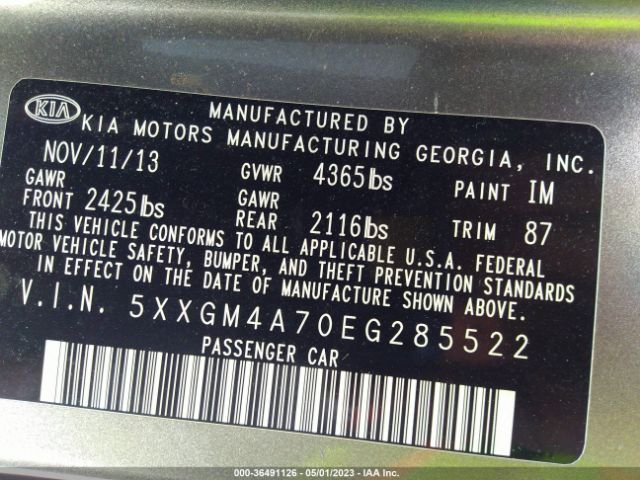 KIA
MANUFACTURED BY
KIA MOTORS MANUFACTURING GEORGIA, INC.
NOV/11/13 GVWR 4365lbs PAINT IM
GAWR FRONT 2425lbs GAWR REAR 2116lbs TRIM 87
THIS VEHICLE CONFORMS TO ALL APPLICABLE U.S.A. FEDERAL
MOTOR VEHICLE SAFETY, BUMPER, AND THEFT PREVENTION STANDARDS
IN EFFECT ON THE DATE OF MANUFACTURE SHOWN ABOVE.
V.I.N. 5XXGM4A70EG285522
PASSENGER CAR
000-36491126 - 05/01/2023 - IAA Inc.